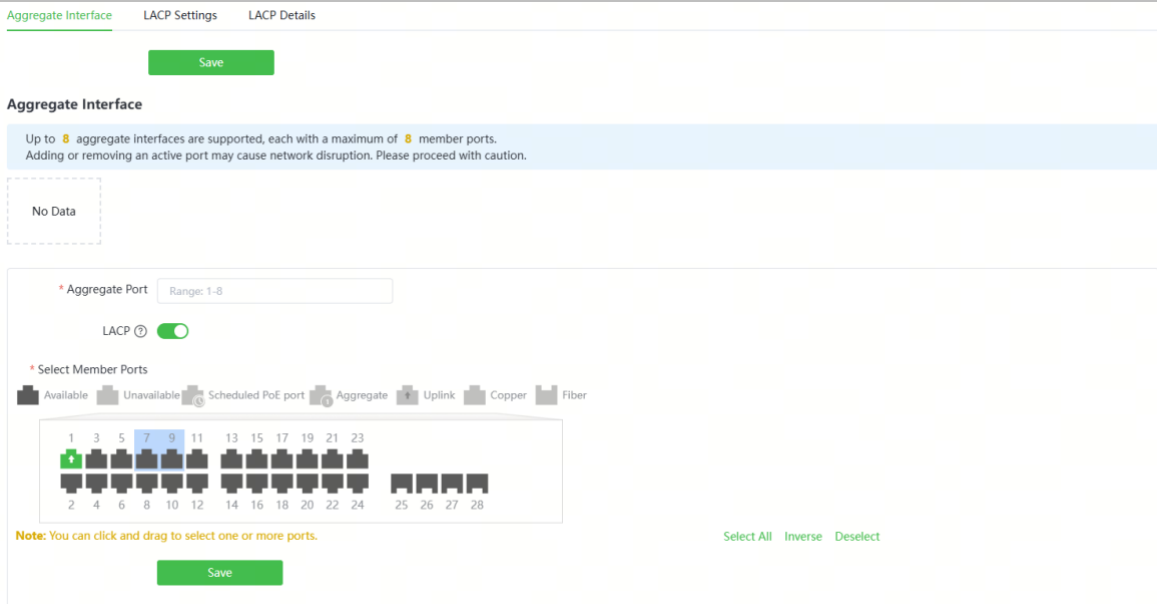 Aggregate Interface LACP Settings LACP Details
Save
Aggregate Interface
Up to 8 aggregate interfaces are supported, each with a maximum of 8 member ports.
Adding or removing an active port may cause network disruption. Please proceed with caution.
No Data
* Aggregate Port Range: 1-8
LACP ?
* Select Member Ports
Available Unavailable Scheduled PoE port 1 Aggregate Uplink Copper Fiber
1 3 5 7 9 11 13 15 17 19 21 23
2 4 6 8 10 12 14 16 18 20 22 24 25 26 27 28
Note: You can click and drag to select one or more ports. Select All Inverse Deselect
Save